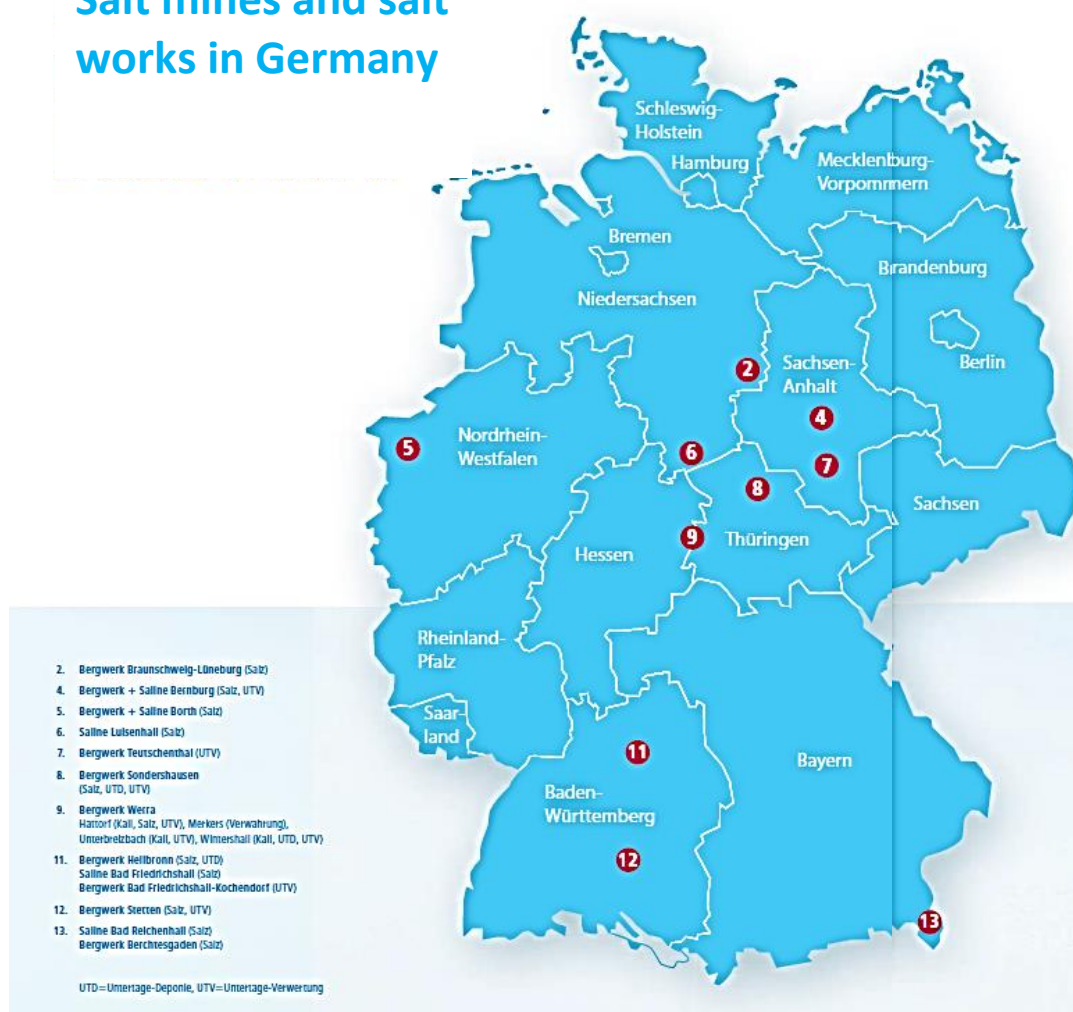 Salt mines and salt
works in Germany
Schleswig-
Holstein
Hamburg
Mecklenburg-
Vorpommern
Bremen
Brandenburg
Niedersachsen
Berlin
2
Sachsen-
Anhalt
4
5
Nordrhein-
Westfalen
6
7
8
Sachsen
9
Thüringen
Hessen
Rheinland-
Pfalz
Saar-
land
11
Bayern
Baden-
Württemberg
12
13
2. Bergwerk Braunschweig-Lüneburg (Salz)
4. Bergwerk + Saline Bernburg (Salz, UTV)
5. Bergwerk + Saline Borth (Salz)
6. Saline Luisenhall (Salz)
7. Bergwerk Teutschenthal (UTV)
8. Bergwerk Sondershausen
(Salz, UTD, UTV)
9. Bergwerk Werra
Hattorf (Kali, Salz, UTV), Merkers (Verwahrung),
Unterbreizbach (Kali, UTV), Wintershall (Kali, UTD, UTV)
11. Bergwerk Heilbronn (Salz, UTD)
Saline Bad Friedrichshall (Salz)
Bergwerk Bad Friedrichshall-Kochendorf (UTV)
12. Bergwerk Stetten (Salz, UTV)
13. Saline Bad Reichenhall (Salz)
Bergwerk Berchtesgaden (Salz)
UTD=Untertage-Deponie, UTV=Untertage-Verwertung